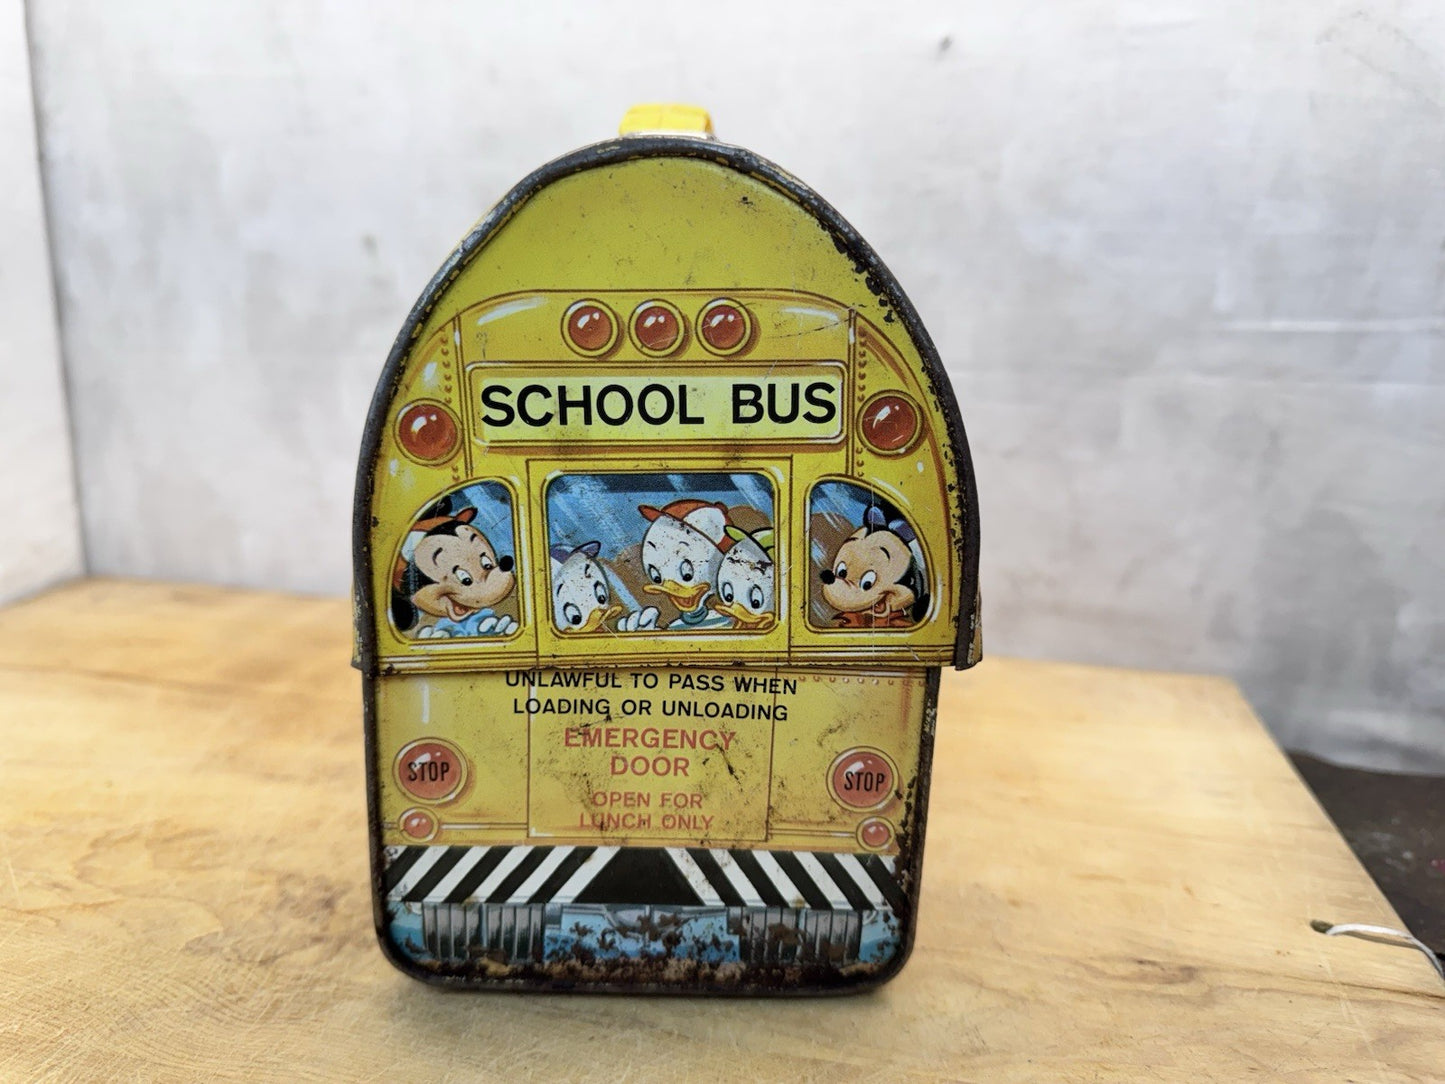 SCHOOL BUS
UNLAWFUL TO PASS WHEN
LOADING OR UNLOADING
EMERGENCY
DOOR
STOP
STOP
OPEN FOR
LUNCH ONLY